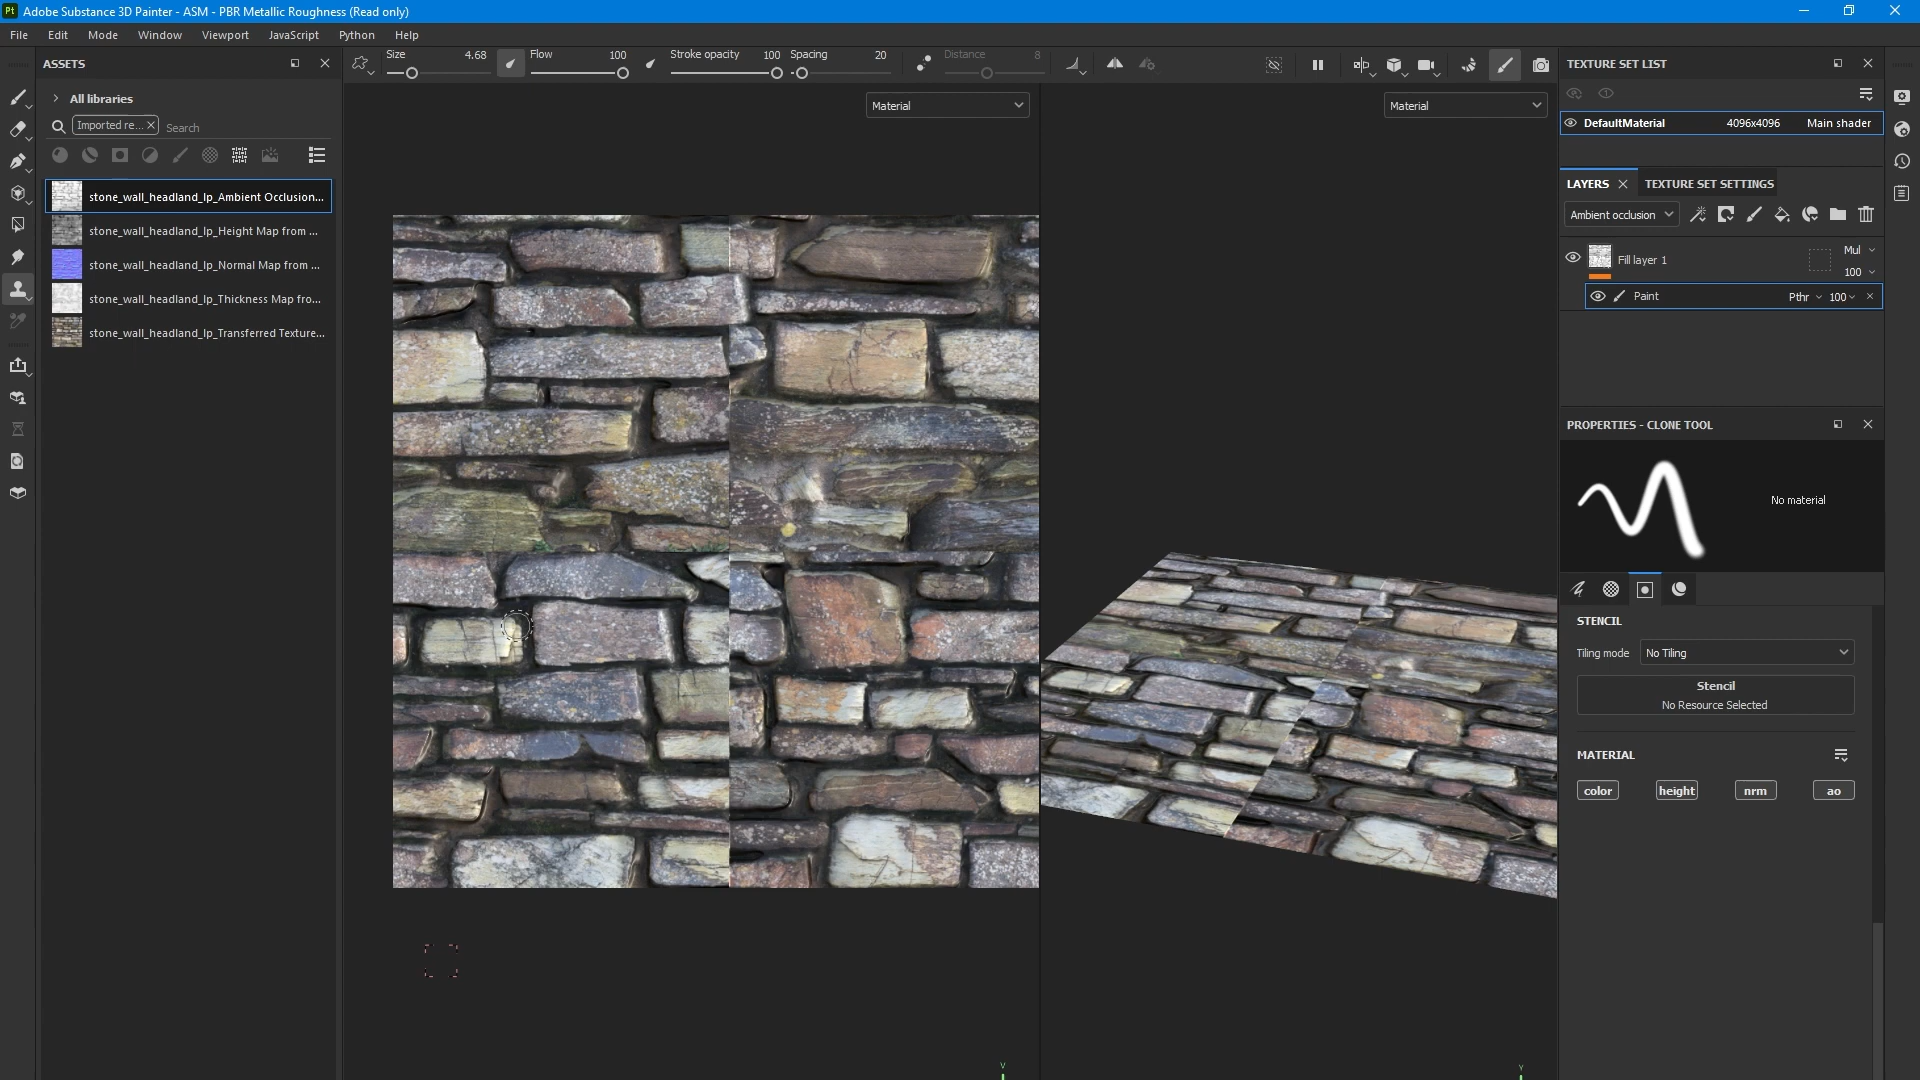 Pt Adobe Substance 3D Painter - ASM - PBR Metallic Roughness (Read only)
File Edit Mode Window Viewport JavaScript Python Help
ASSETS
All libraries
Imported re... Search
stone_wall_headland_lp_Ambient Occlusion...
stone_wall_headland_lp_Height Map from ...
stone_wall_headland_lp_Normal Map from ...
stone_wall_headland_lp_Thickness Map fro...
stone_wall_headland_lp_Transferred Texture...
Size 4.68 Flow 100 Stroke opacity 100 Spacing 20 Distance 8
Material
Material
Y
Y
TEXTURE SET LIST
DefaultMaterial 4096x4096 Main shader
LAYERS TEXTURE SET SETTINGS
Ambient occlusion
Fill layer 1 Mul
100
Paint Pthr 100
PROPERTIES - CLONE TOOL
No material
STENCIL
Tiling mode No Tiling
Stencil
No Resource Selected
MATERIAL
color height nrm ao